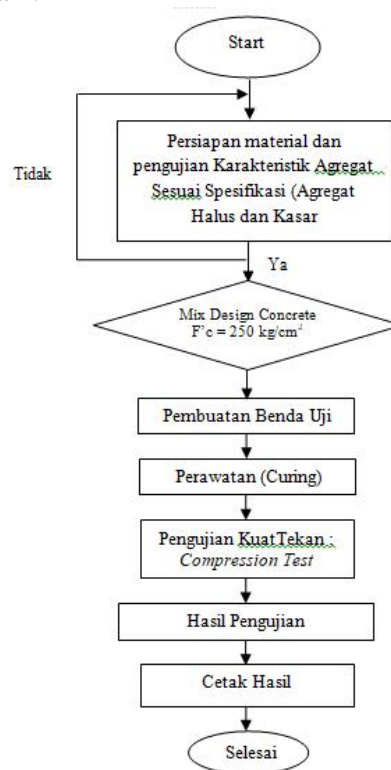 Start
Persiapan material dan
pengujian Karakteristik Agregat
Sesuai Spesifikasi (Agregat
Halus dan Kasar
Tidak
Ya
Mix Design Concrete
F'c = 250 kg/cm²
Pembuatan Benda Uji
Perawatan (Curing)
Pengujian KuatTekan :
Compression Test
Hasil Pengujian
Cetak Hasil
Selesai